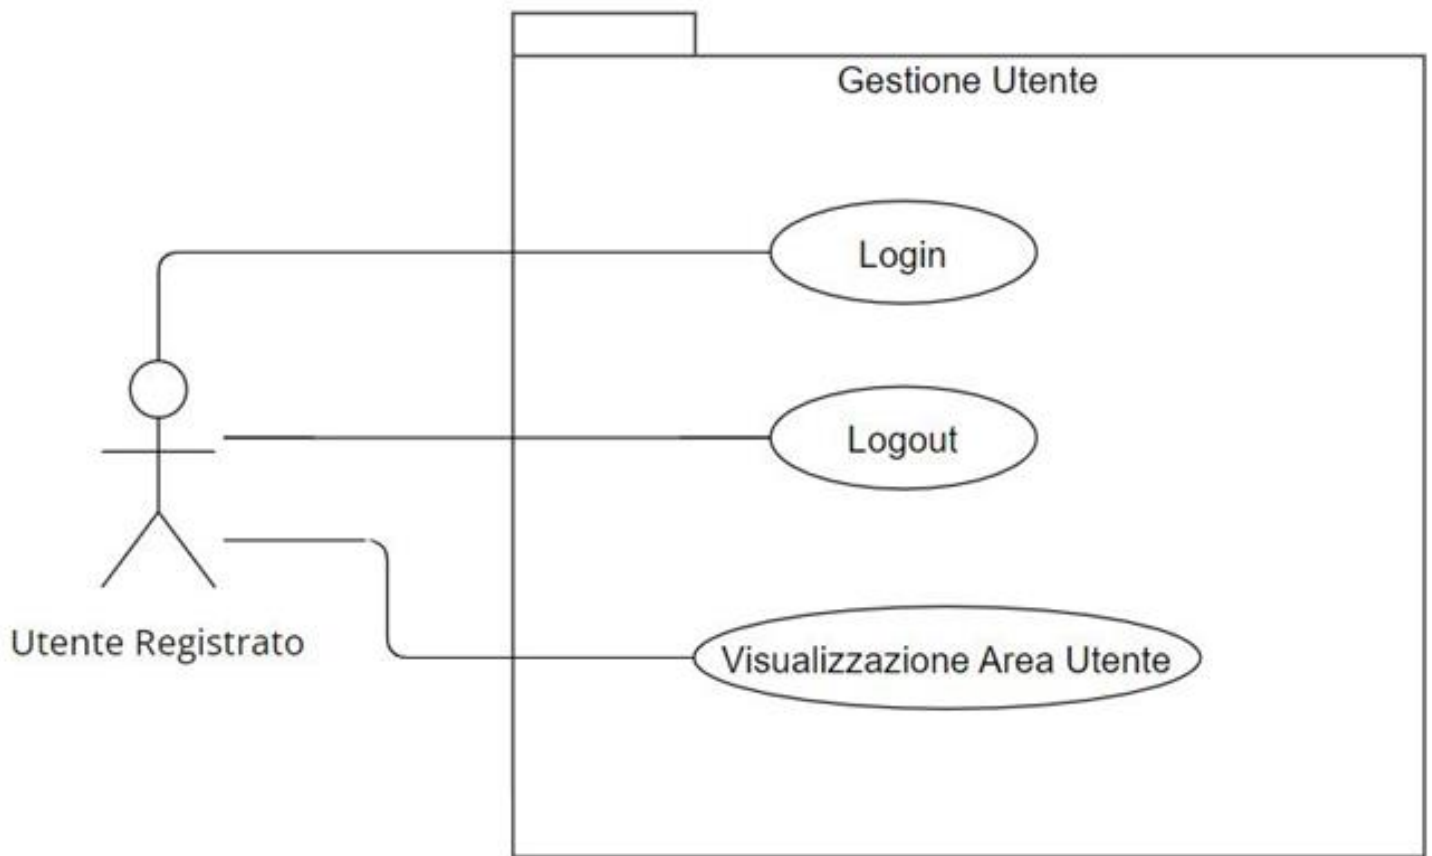 Gestione Utente
Login
Logout
Visualizzazione Area Utente
Utente Registrato